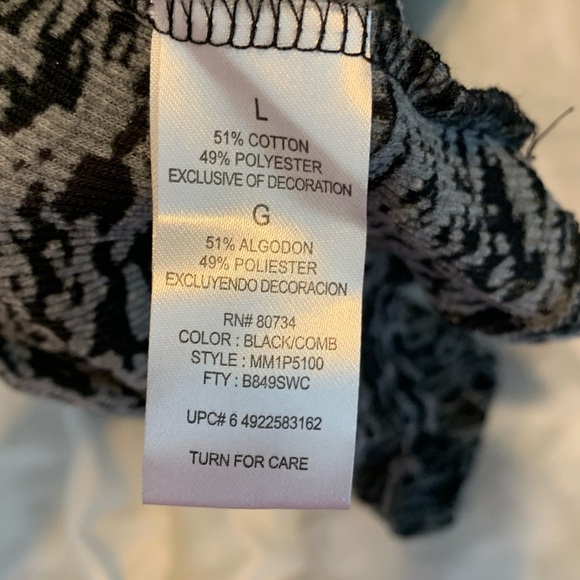 L
51% COTTON
49% POLYESTER
EXCLUSIVE OF DECORATION
G
51% ALGODON
49% POLIESTER
EXCLUYENDO DECORACION
RN# 80734
COLOR : BLACK/COMB
STYLE : MM1P5100
FTY : B849SWC
UPC# 6 4922583162
TURN FOR CARE